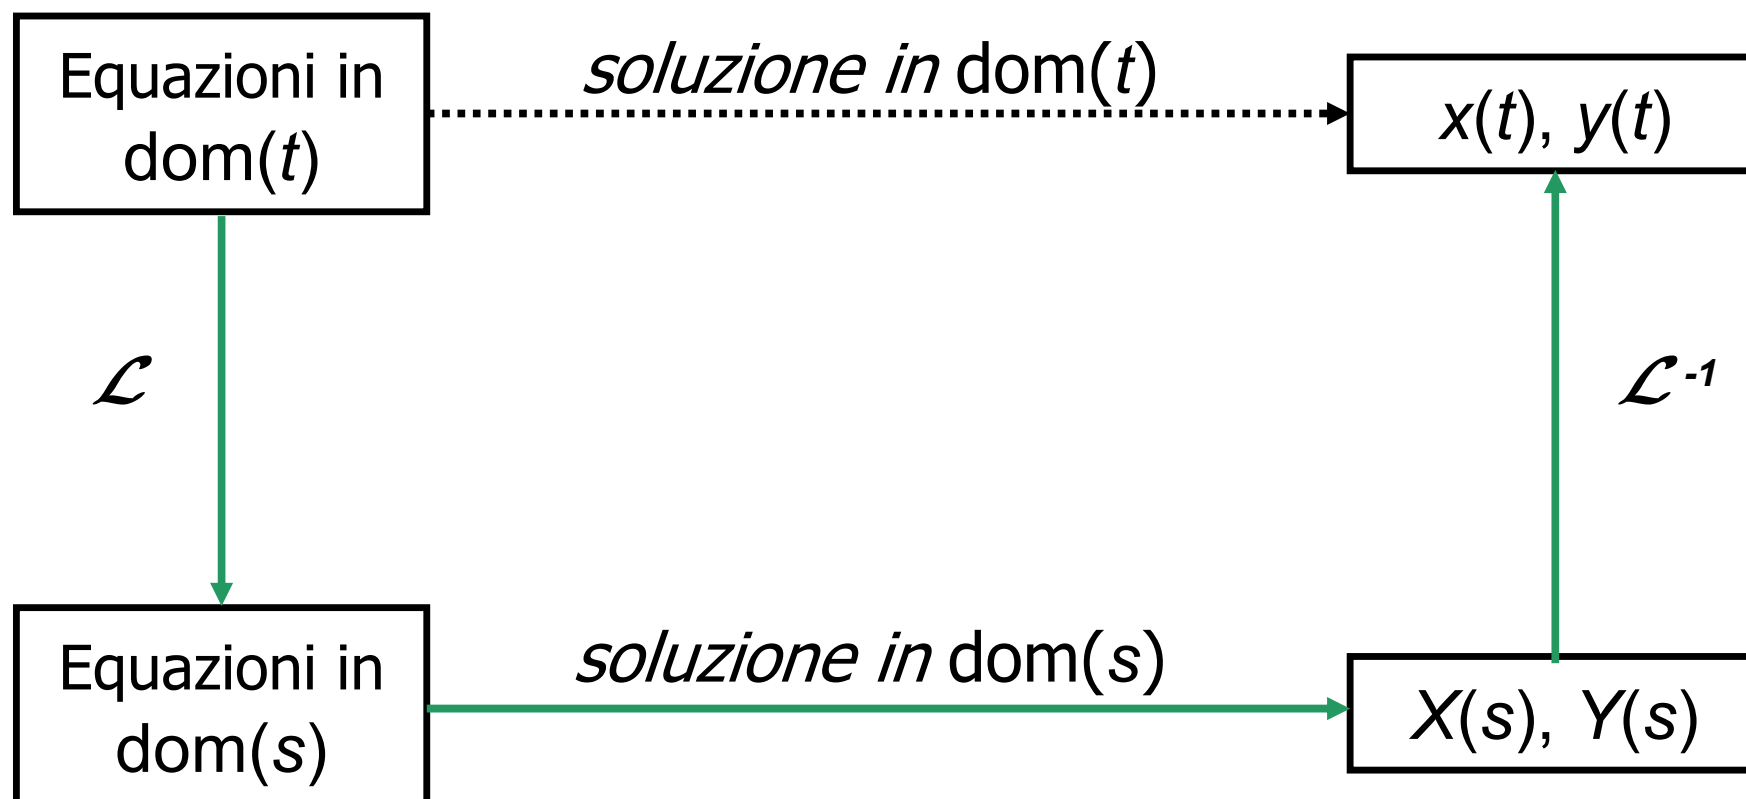 Equazioni in
dom(t)
soluzione in dom(t)
x(t), y(t)
ℒ
ℒ -1
Equazioni in
dom(s)
soluzione in dom(s)
X(s), Y(s)